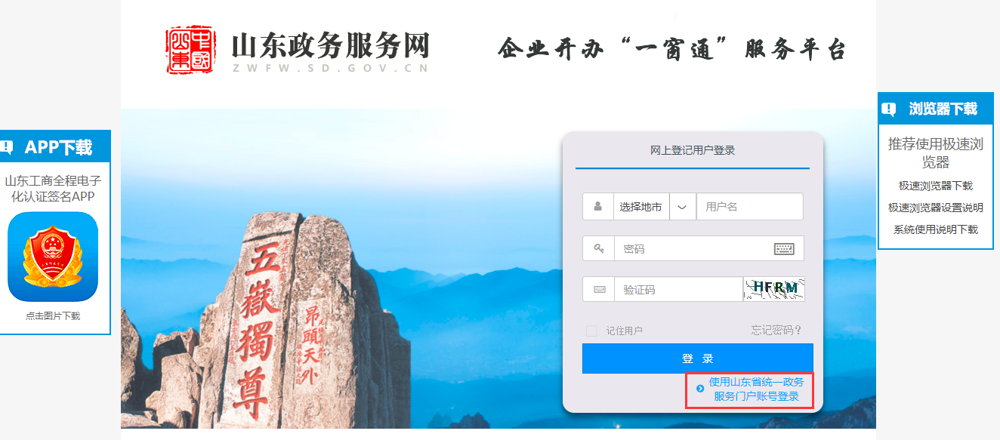 山东政务服务网
ZWFW.SD.GOV.CN
企业开办“一窗通”服务平台
APP下载
山东工商全程电子
化认证签名APP
点击图片下载
五嶽獨尊
昂頭天外
网上登记用户登录
选择地市
用户名
密码
验证码
HFRM
记住用户
忘记密码？
登 录
使用山东省统一政务
服务门户账号登录
浏览器下载
推荐使用极速浏
览器
极速浏览器下载
极速浏览器设置说明
系统使用说明下载